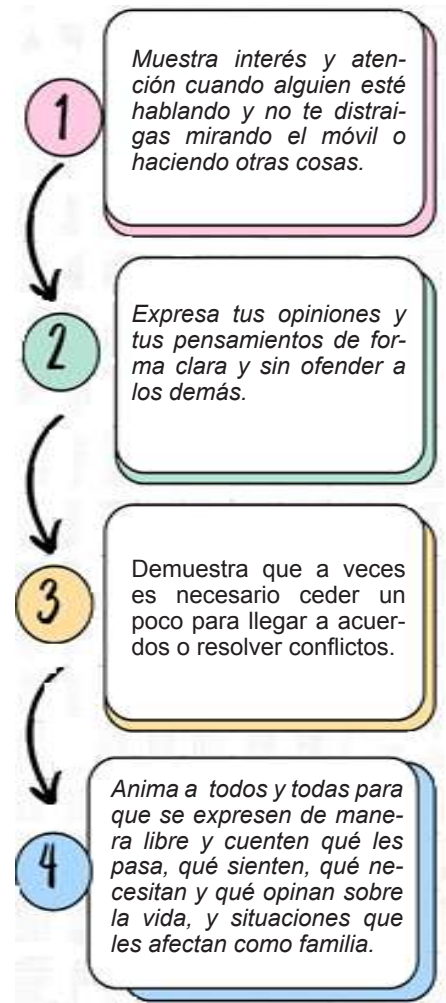 1
Muestra interés y aten-
ción cuando alguien esté
hablando y no te distrai-
gas mirando el móvil o
haciendo otras cosas.
2
Expresa tus opiniones y
tus pensamientos de for-
ma clara y sin ofender a
los demás.
3
Demuestra que a veces
es necesario ceder un
poco para llegar a acuer-
dos o resolver conflictos.
4
Anima a todos y todas para
que se expresen de mane-
ra libre y cuenten qué les
pasa, qué sienten, qué ne-
cesitan y qué opinan sobre
la vida, y situaciones que
les afectan como familia.